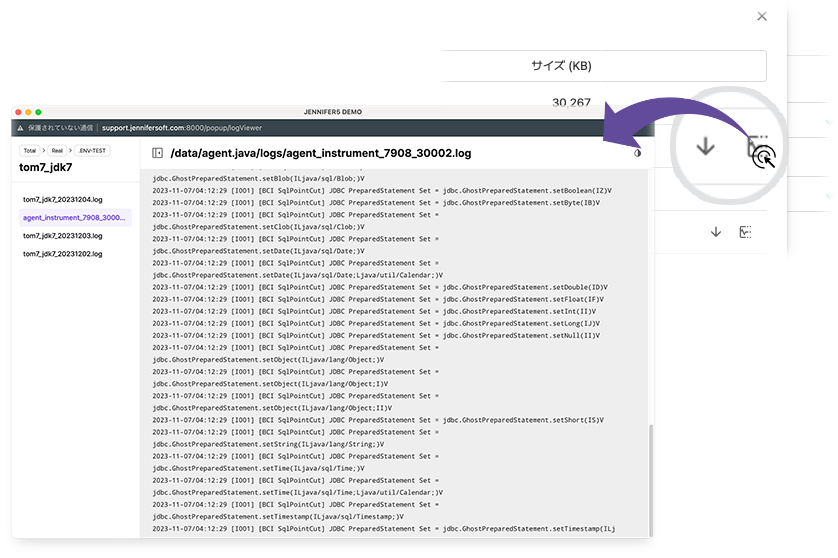 サイズ (KB)
30,267
JENNIFER5 DEMO
保護されていない通信 | support.jennifersoft.com:8000/popup/logViewer
Total > Real > .ENV-TEST
tom7_jdk7
/data/agent.java/logs/agent_instrument_7908_30002.log
tom7_jdk7_20231204.log
agent_instrument_7908_3000...
tom7_jdk7_20231203.log
tom7_jdk7_20231202.log
jdbc.GhostPreparedStatement.setBlob(ILjava/sql/Blob;)V
2023-11-07/04:12:29 [I001] [BCI SqlPointCut] JDBC PreparedStatement Set = jdbc.GhostPreparedStatement.setBoolean(IZ)V
2023-11-07/04:12:29 [I001] [BCI SqlPointCut] JDBC PreparedStatement Set = jdbc.GhostPreparedStatement.setByte(IB)V
2023-11-07/04:12:29 [I001] [BCI SqlPointCut] JDBC PreparedStatement Set =
jdbc.GhostPreparedStatement.setClob(ILjava/sql/Clob;)V
2023-11-07/04:12:29 [I001] [BCI SqlPointCut] JDBC PreparedStatement Set =
jdbc.GhostPreparedStatement.setDate(ILjava/sql/Date;)V
2023-11-07/04:12:29 [I001] [BCI SqlPointCut] JDBC PreparedStatement Set =
jdbc.GhostPreparedStatement.setDate(ILjava/sql/Date;Ljava/util/Calendar;)V
2023-11-07/04:12:29 [I001] [BCI SqlPointCut] JDBC PreparedStatement Set = jdbc.GhostPreparedStatement.setDouble(ID)V
2023-11-07/04:12:29 [I001] [BCI SqlPointCut] JDBC PreparedStatement Set = jdbc.GhostPreparedStatement.setFloat(IF)V
2023-11-07/04:12:29 [I001] [BCI SqlPointCut] JDBC PreparedStatement Set = jdbc.GhostPreparedStatement.setInt(II)V
2023-11-07/04:12:29 [I001] [BCI SqlPointCut] JDBC PreparedStatement Set = jdbc.GhostPreparedStatement.setLong(IJ)V
2023-11-07/04:12:29 [I001] [BCI SqlPointCut] JDBC PreparedStatement Set = jdbc.GhostPreparedStatement.setNull(II)V
2023-11-07/04:12:29 [I001] [BCI SqlPointCut] JDBC PreparedStatement Set =
jdbc.GhostPreparedStatement.setObject(ILjava/lang/Object;)V
2023-11-07/04:12:29 [I001] [BCI SqlPointCut] JDBC PreparedStatement Set =
jdbc.GhostPreparedStatement.setObject(ILjava/lang/Object;I)V
2023-11-07/04:12:29 [I001] [BCI SqlPointCut] JDBC PreparedStatement Set =
jdbc.GhostPreparedStatement.setObject(ILjava/lang/Object;II)V
2023-11-07/04:12:29 [I001] [BCI SqlPointCut] JDBC PreparedStatement Set = jdbc.GhostPreparedStatement.setShort(IS)V
2023-11-07/04:12:29 [I001] [BCI SqlPointCut] JDBC PreparedStatement Set =
jdbc.GhostPreparedStatement.setString(ILjava/lang/String;)V
2023-11-07/04:12:29 [I001] [BCI SqlPointCut] JDBC PreparedStatement Set =
jdbc.GhostPreparedStatement.setTime(ILjava/sql/Time;)V
2023-11-07/04:12:29 [I001] [BCI SqlPointCut] JDBC PreparedStatement Set =
jdbc.GhostPreparedStatement.setTime(ILjava/sql/Time;Ljava/util/Calendar;)V
2023-11-07/04:12:29 [I001] [BCI SqlPointCut] JDBC PreparedStatement Set =
jdbc.GhostPreparedStatement.setTimestamp(ILjava/sql/Timestamp;)V
2023-11-07/04:12:29 [I001] [BCI SqlPointCut] JDBC PreparedStatement Set = jdbc.GhostPreparedStatement.setTimestamp(ILj